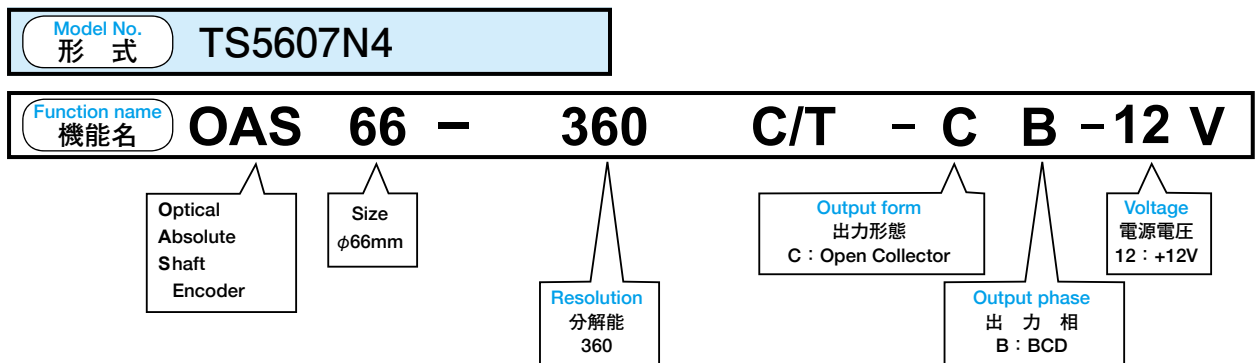 Model No.
形 式
TS5607N4
Function name
機能名
OAS 66 − 360 C/T − C B −12 V
Optical
Absolute
Shaft
Encoder
Size
φ66mm
Resolution
分解能
360
Output form
出力形態
C：Open Collector
Output phase
出 力 相
B：BCD
Voltage
電源電圧
12：+12V